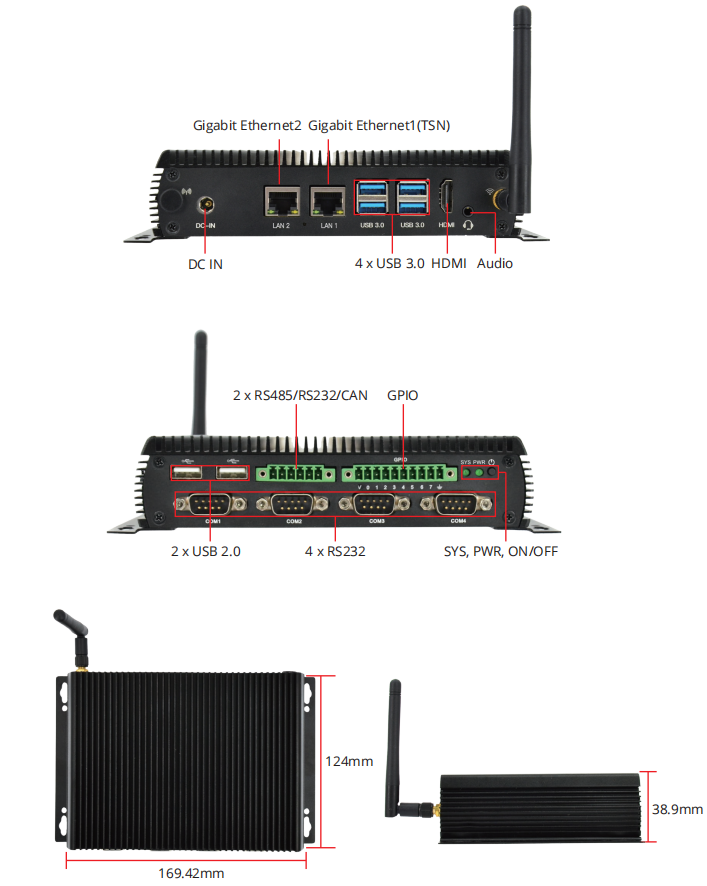 Gigabit Ethernet2 Gigabit Ethernet1(TSN)
DC-IN LAN 2 LAN 1 USB 3.0 USB 3.0 HDMI
DC IN 4 x USB 3.0 HDMI Audio
2 x RS485/RS232/CAN GPIO
GPIO
SYS PWR
V 0 1 2 3 4 5 6 7
COM1 COM2 COM3 COM4
2 x USB 2.0 4 x RS232 SYS, PWR, ON/OFF
124mm
38.9mm
169.42mm